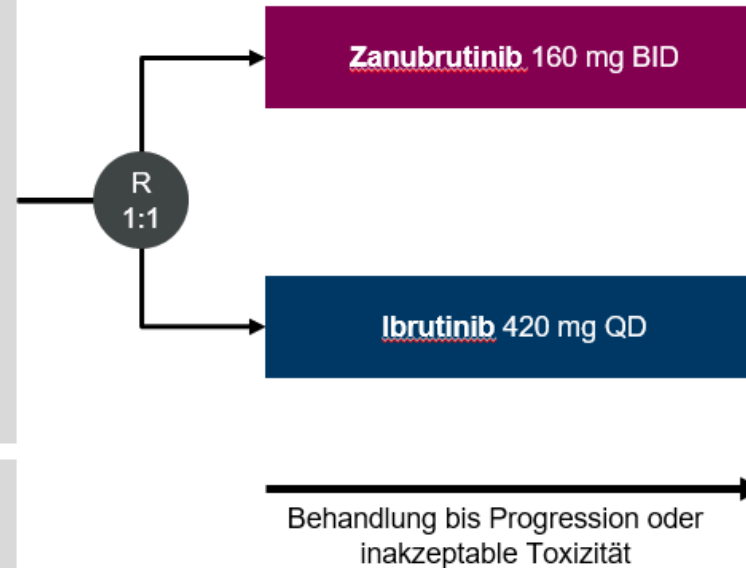 Zanubrutinib 160 mg BID
R
1:1
Ibrutinib 420 mg QD
Behandlung bis Progression oder
inakzeptable Toxizität